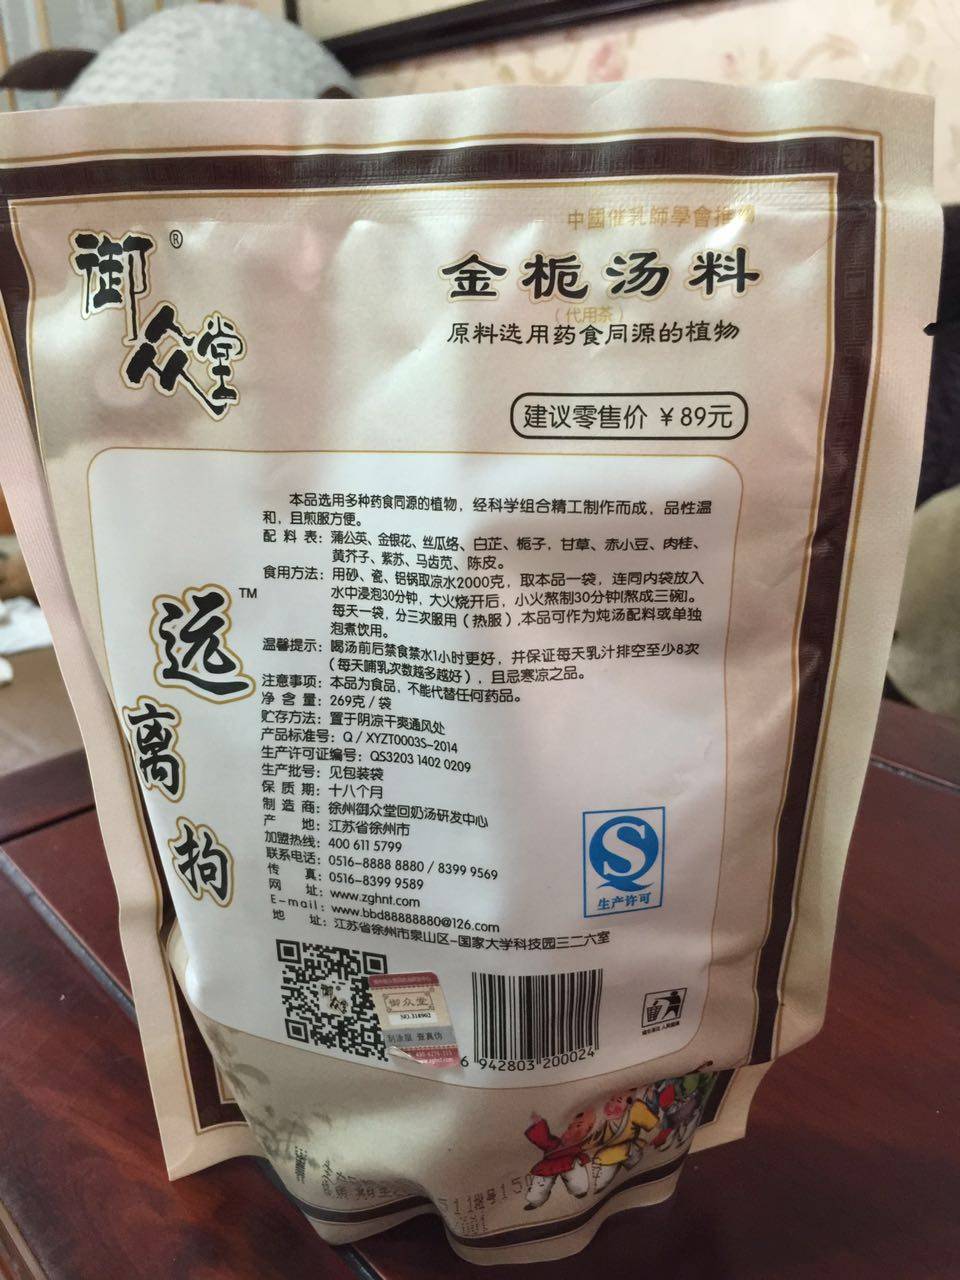 中國催乳師學會推
御众堂®
金栀汤料
（代用茶）
原料选用药食同源的植物
建议零售价 ￥89元
本品选用多种药食同源的植物，经科学组合精工制作而成，品性温
和，且煎服方便。
配 料 表：蒲公英、金银花、丝瓜络、白芷、栀子，甘草、赤小豆、肉桂、
黄芥子、紫苏、马齿苋、陈皮。
食用方法：用砂、瓷、铝锅取凉水2000克，取本品一袋，连同内袋放入
水中浸泡30分钟，大火烧开后，小火熬制30分钟(熬成三碗)。
每天一袋，分三次服用（热服）,本品可作为炖汤配料或单独
泡煮饮用。
温馨提示：喝汤前后禁食禁水1小时更好，并保证每天乳汁排空至少8次
（每天哺乳次数越多越好），且忌寒凉之品。
注意事项：本品为食品，不能代替任何药品。
净 含 量：269克 / 袋
贮存方法：置于阴凉干爽通风处
产品标准号：Q / XYZT0003S-2014
生产许可证编号：QS3203 1402 0209
生产批号：见包装袋
保 质 期：十八个月
制 造 商：徐州御众堂回奶汤研发中心
产 地：江苏省徐州市
加盟热线：400 611 5799
联系电话：0516-8888 8880 / 8399 9569
传 真：0516-8399 9589
网 址：www.zghnt.com
E-mail：www.bbd88888880@126.com
地 址：江苏省徐州市泉山区-国家大学科技园三二六室
远离拘™
生产许可
御众堂
御众堂
NO.318962
刮涂层 查真伪
6 942803 200024